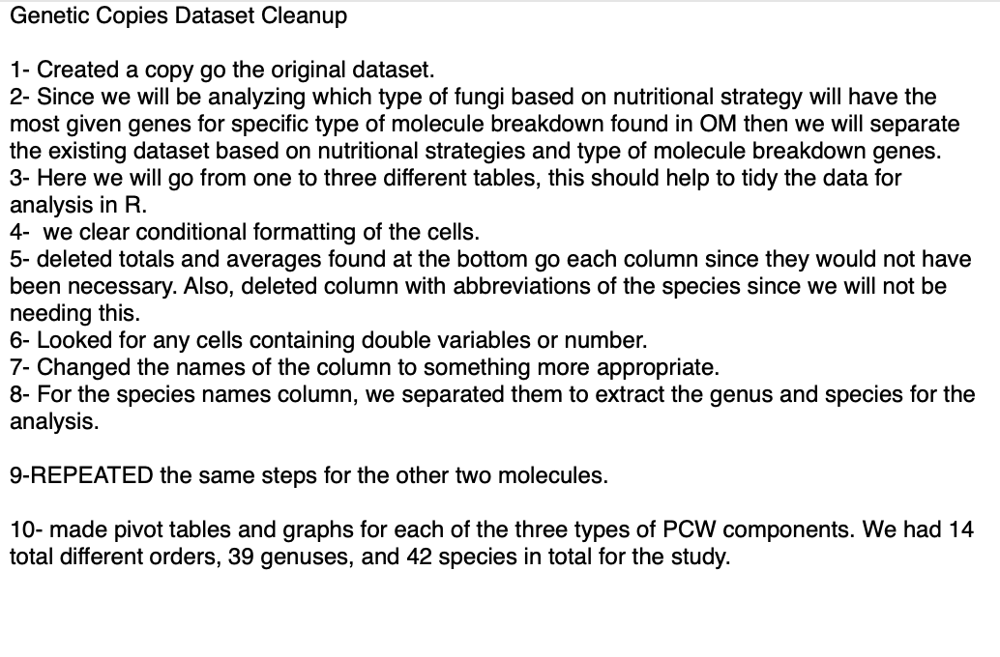 Genetic Copies Dataset Cleanup
1- Created a copy go the original dataset.
2- Since we will be analyzing which type of fungi based on nutritional strategy will have the
most given genes for specific type of molecule breakdown found in OM then we will separate
the existing dataset based on nutritional strategies and type of molecule breakdown genes.
3- Here we will go from one to three different tables, this should help to tidy the data for
analysis in R.
4-  we clear conditional formatting of the cells.
5- deleted totals and averages found at the bottom go each column since they would not have
been necessary. Also, deleted column with abbreviations of the species since we will not be
needing this.
6- Looked for any cells containing double variables or number.
7- Changed the names of the column to something more appropriate.
8- For the species names column, we separated them to extract the genus and species for the
analysis.
9-REPEATED the same steps for the other two molecules.
10- made pivot tables and graphs for each of the three types of PCW components. We had 14
total different orders, 39 genuses, and 42 species in total for the study.